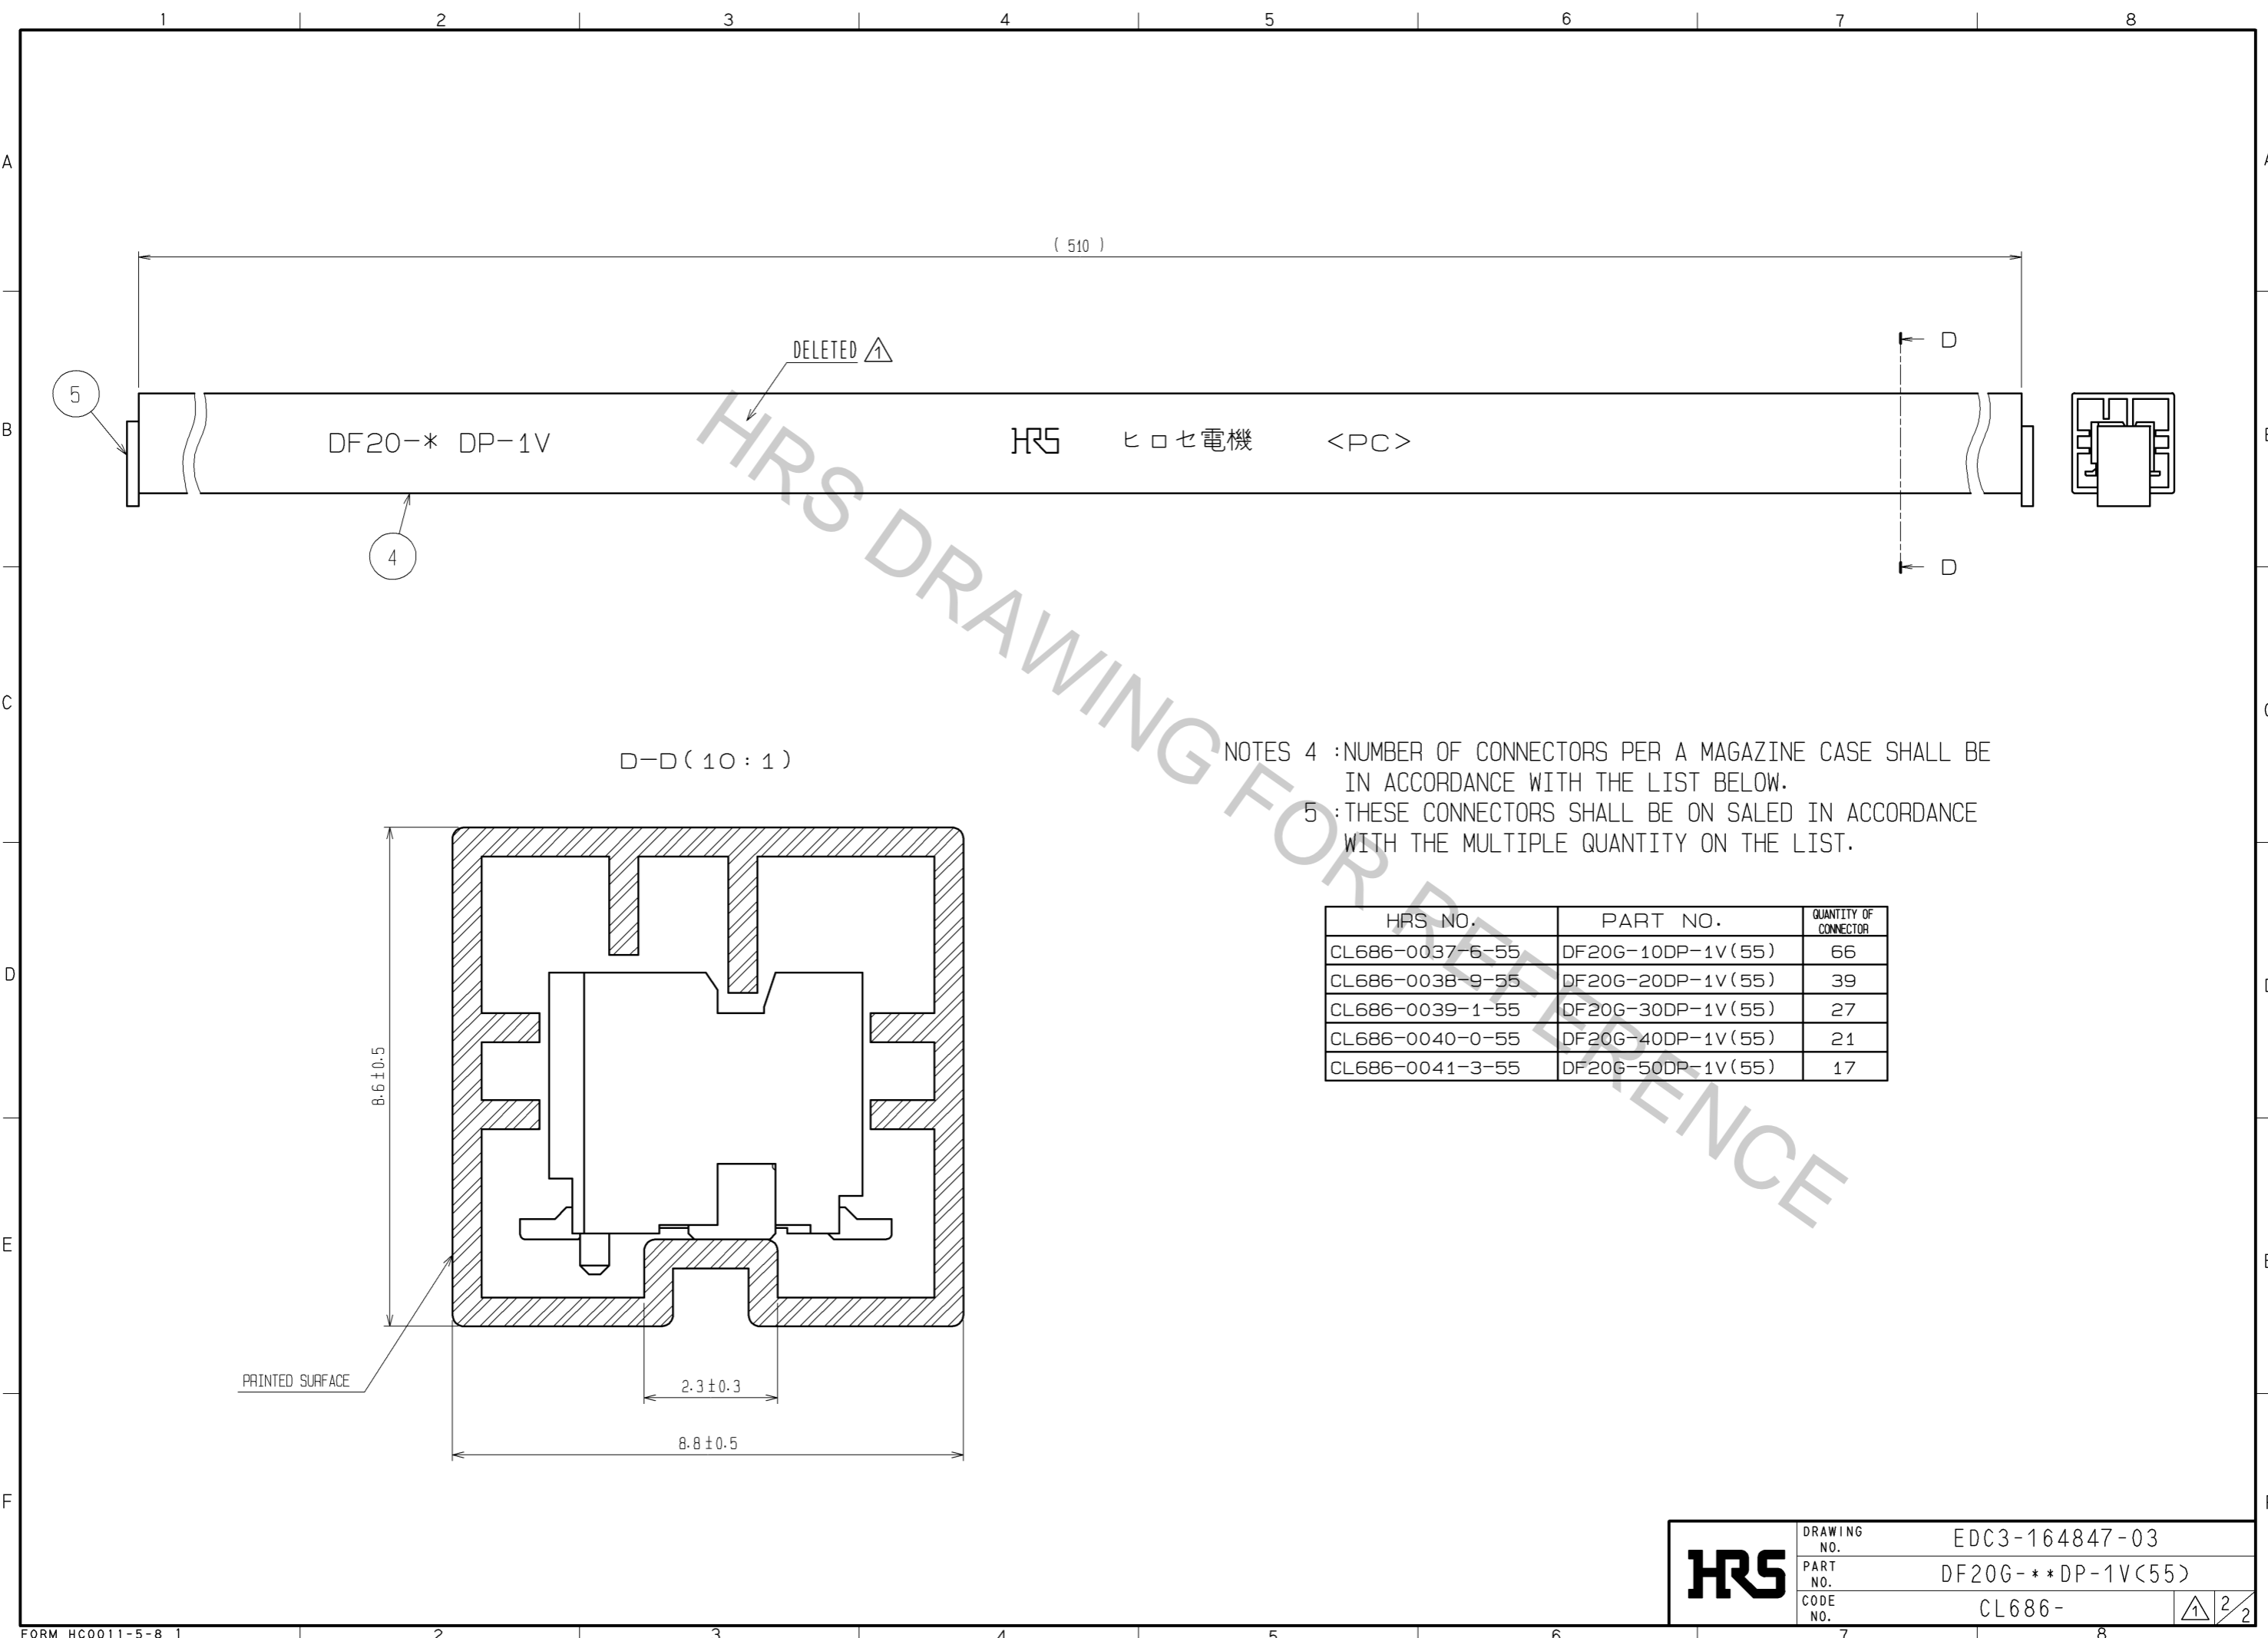 1 2 3 4 5 6 7 8
A
A
( 510 )
DELETED 1
D
5
B
DF20-* DP-1V
HRS ヒロセ電機 <PC>
4
D
C
HRS DRAWING FOR REFERENCE
D-D(10:1)
NOTES 4 :NUMBER OF CONNECTORS PER A MAGAZINE CASE SHALL BE
IN ACCORDANCE WITH THE LIST BELOW.
5 :THESE CONNECTORS SHALL BE ON SALED IN ACCORDANCE
WITH THE MULTIPLE QUANTITY ON THE LIST.
HRS NO. PART NO. QUANTITY OF CONNECTOR
CL686-0037-6-55 DF20G-10DP-1V(55) 66
CL686-0038-9-55 DF20G-20DP-1V(55) 39
CL686-0039-1-55 DF20G-30DP-1V(55) 27
CL686-0040-0-55 DF20G-40DP-1V(55) 21
CL686-0041-3-55 DF20G-50DP-1V(55) 17
D
8.6±0.5
E
PRINTED SURFACE
2.3±0.3
8.8±0.5
F
HRS
DRAWING NO. EDC3-164847-03
PART NO. DF20G-**DP-1V(55)
CODE NO. CL686- 1 2/2
FORM HC0011-5-8 1 2 3 4 5 6 7 8